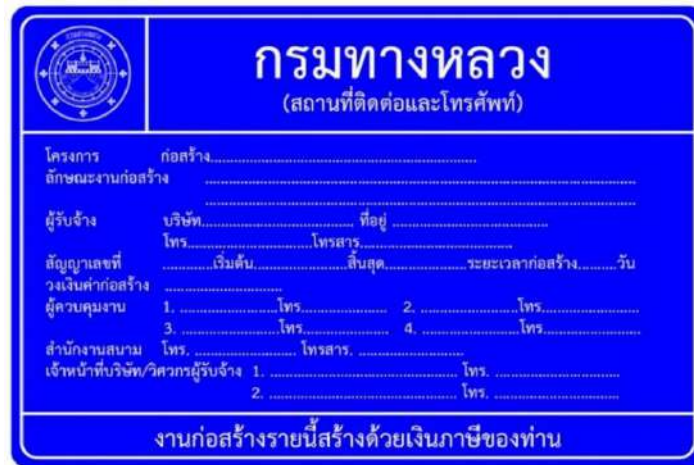 กรมทางหลวง
กรมทางหลวง
(สถานที่ติดต่อและโทรศัพท์)
โครงการ ก่อสร้าง....................................................................
ลักษณะงานก่อสร้าง ....................................................................................................
....................................................................................................
ผู้รับจ้าง บริษัท................................... ที่อยู่ ....................................
โทร.............................โทรสาร....................................
สัญญาเลขที่ ............เริ่มต้น......................สิ้นสุด...................ระยะเวลาก่อสร้าง.........วัน
วงเงินค่าก่อสร้าง ...........................
ผู้ควบคุมงาน 1. ......................โทร.................... 2. ......................โทร.......................
3. ......................โทร.................... 4. ......................โทร.......................
สำนักงานสนาม โทร. ....................... โทรสาร. ........................
เจ้าหน้าที่บริษัท/วิศวกรผู้รับจ้าง 1. ........................................... โทร. ............................
2. ........................................... โทร. ............................
งานก่อสร้างรายนี้สร้างด้วยเงินภาษีของท่าน